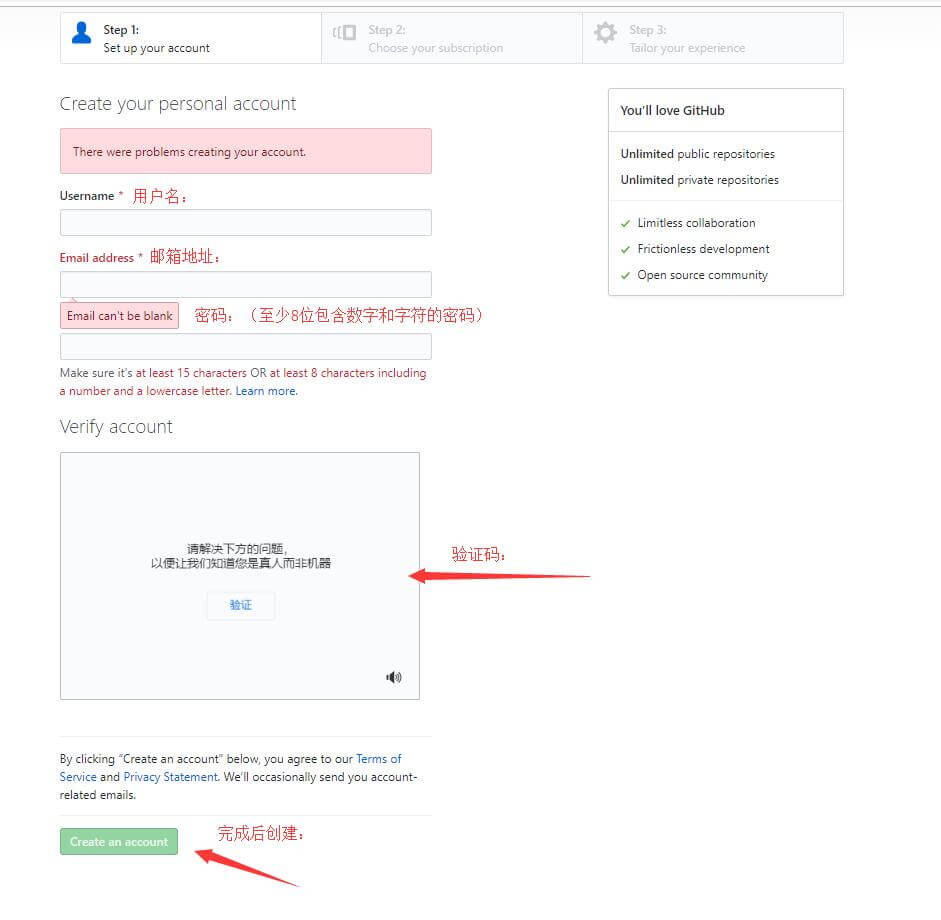 Step 1:
Set up your account
Step 2:
Choose your subscription
Step 3:
Tailor your experience
Create your personal account
There were problems creating your account.
Username * 用户名：
Email address * 邮箱地址：
Email can't be blank
密码：（至少8位包含数字和字符的密码）
Make sure it's at least 15 characters OR at least 8 characters including
a number and a lowercase letter. Learn more.
Verify account
请解决下方的问题，
以便让我们知道您是真人而非机器
验证
验证码：
By clicking “Create an account” below, you agree to our Terms of
Service and Privacy Statement. We’ll occasionally send you account-
related emails.
Create an account
完成后创建：
You’ll love GitHub
Unlimited public repositories
Unlimited private repositories
Limitless collaboration
Frictionless development
Open source community